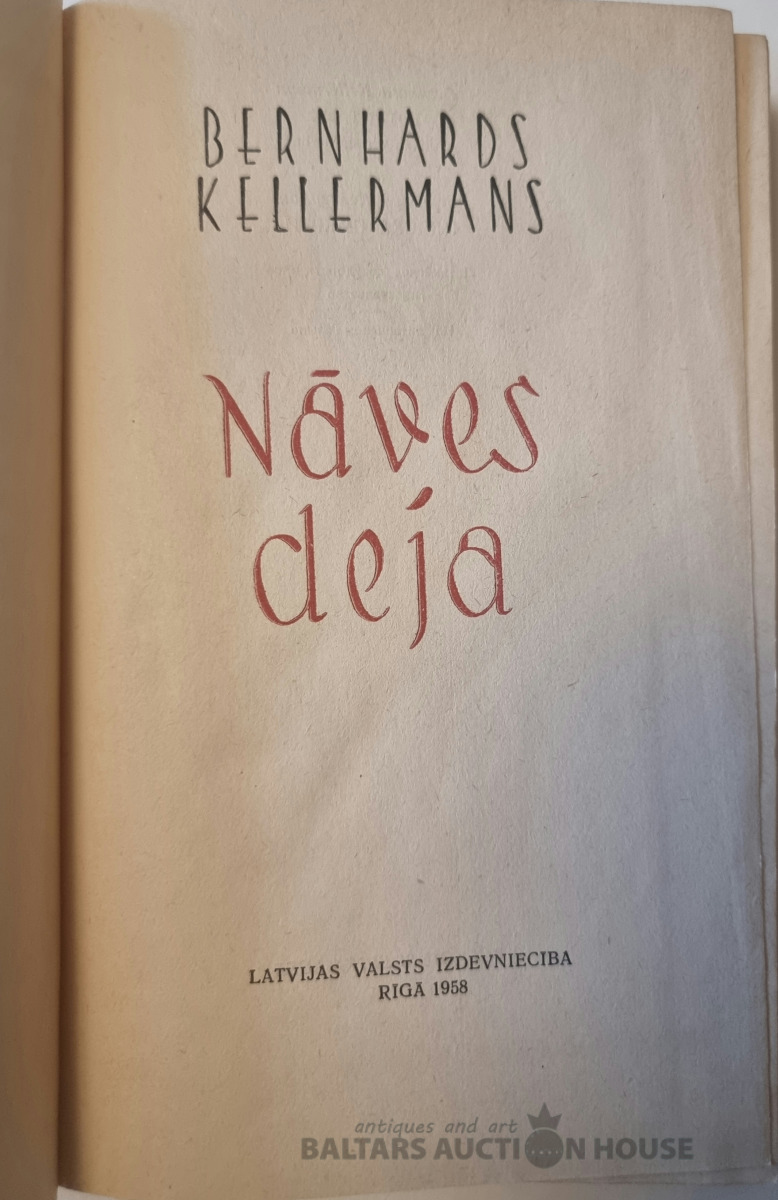 BERNHARDS
KELLERMANS
Nāves
deja
LATVIJAS VALSTS IZDEVNIECIBA
RIGĀ 1958
antiques and art
BALTARS AUCTION HOUSE